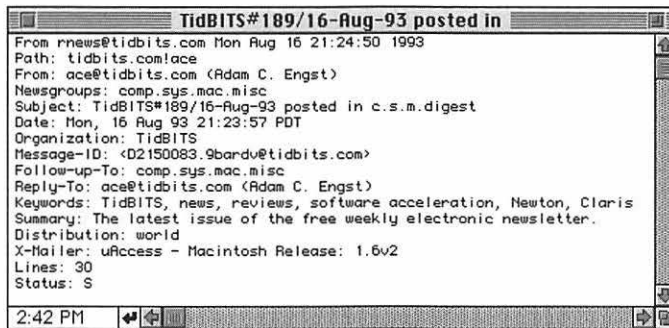 TidBITS#189/16-Aug-93 posted in
From rnews@tidbits.com Mon Aug 16 21:24:50 1993
Path: tidbits.com!ace
From: ace@tidbits.com (Adam C. Engst)
Newsgroups: comp.sys.mac.misc
Subject: TidBITS#189/16-Aug-93 posted in c.s.m.digest
Date: Mon, 16 Aug 93 21:23:57 PDT
Organization: TidBITS
Message-ID: <D2150083.9bardv@tidbits.com>
Follow-up-To: comp.sys.mac.misc
Reply-To: ace@tidbits.com (Adam C. Engst)
Keywords: TidBITS, news, reviews, software acceleration, Newton, Claris
Summary: The latest issue of the free weekly electronic newsletter.
Distribution: world
X-Mailer: uAccess - Macintosh Release: 1.6v2
Lines: 30
Status: S
2:42 PM